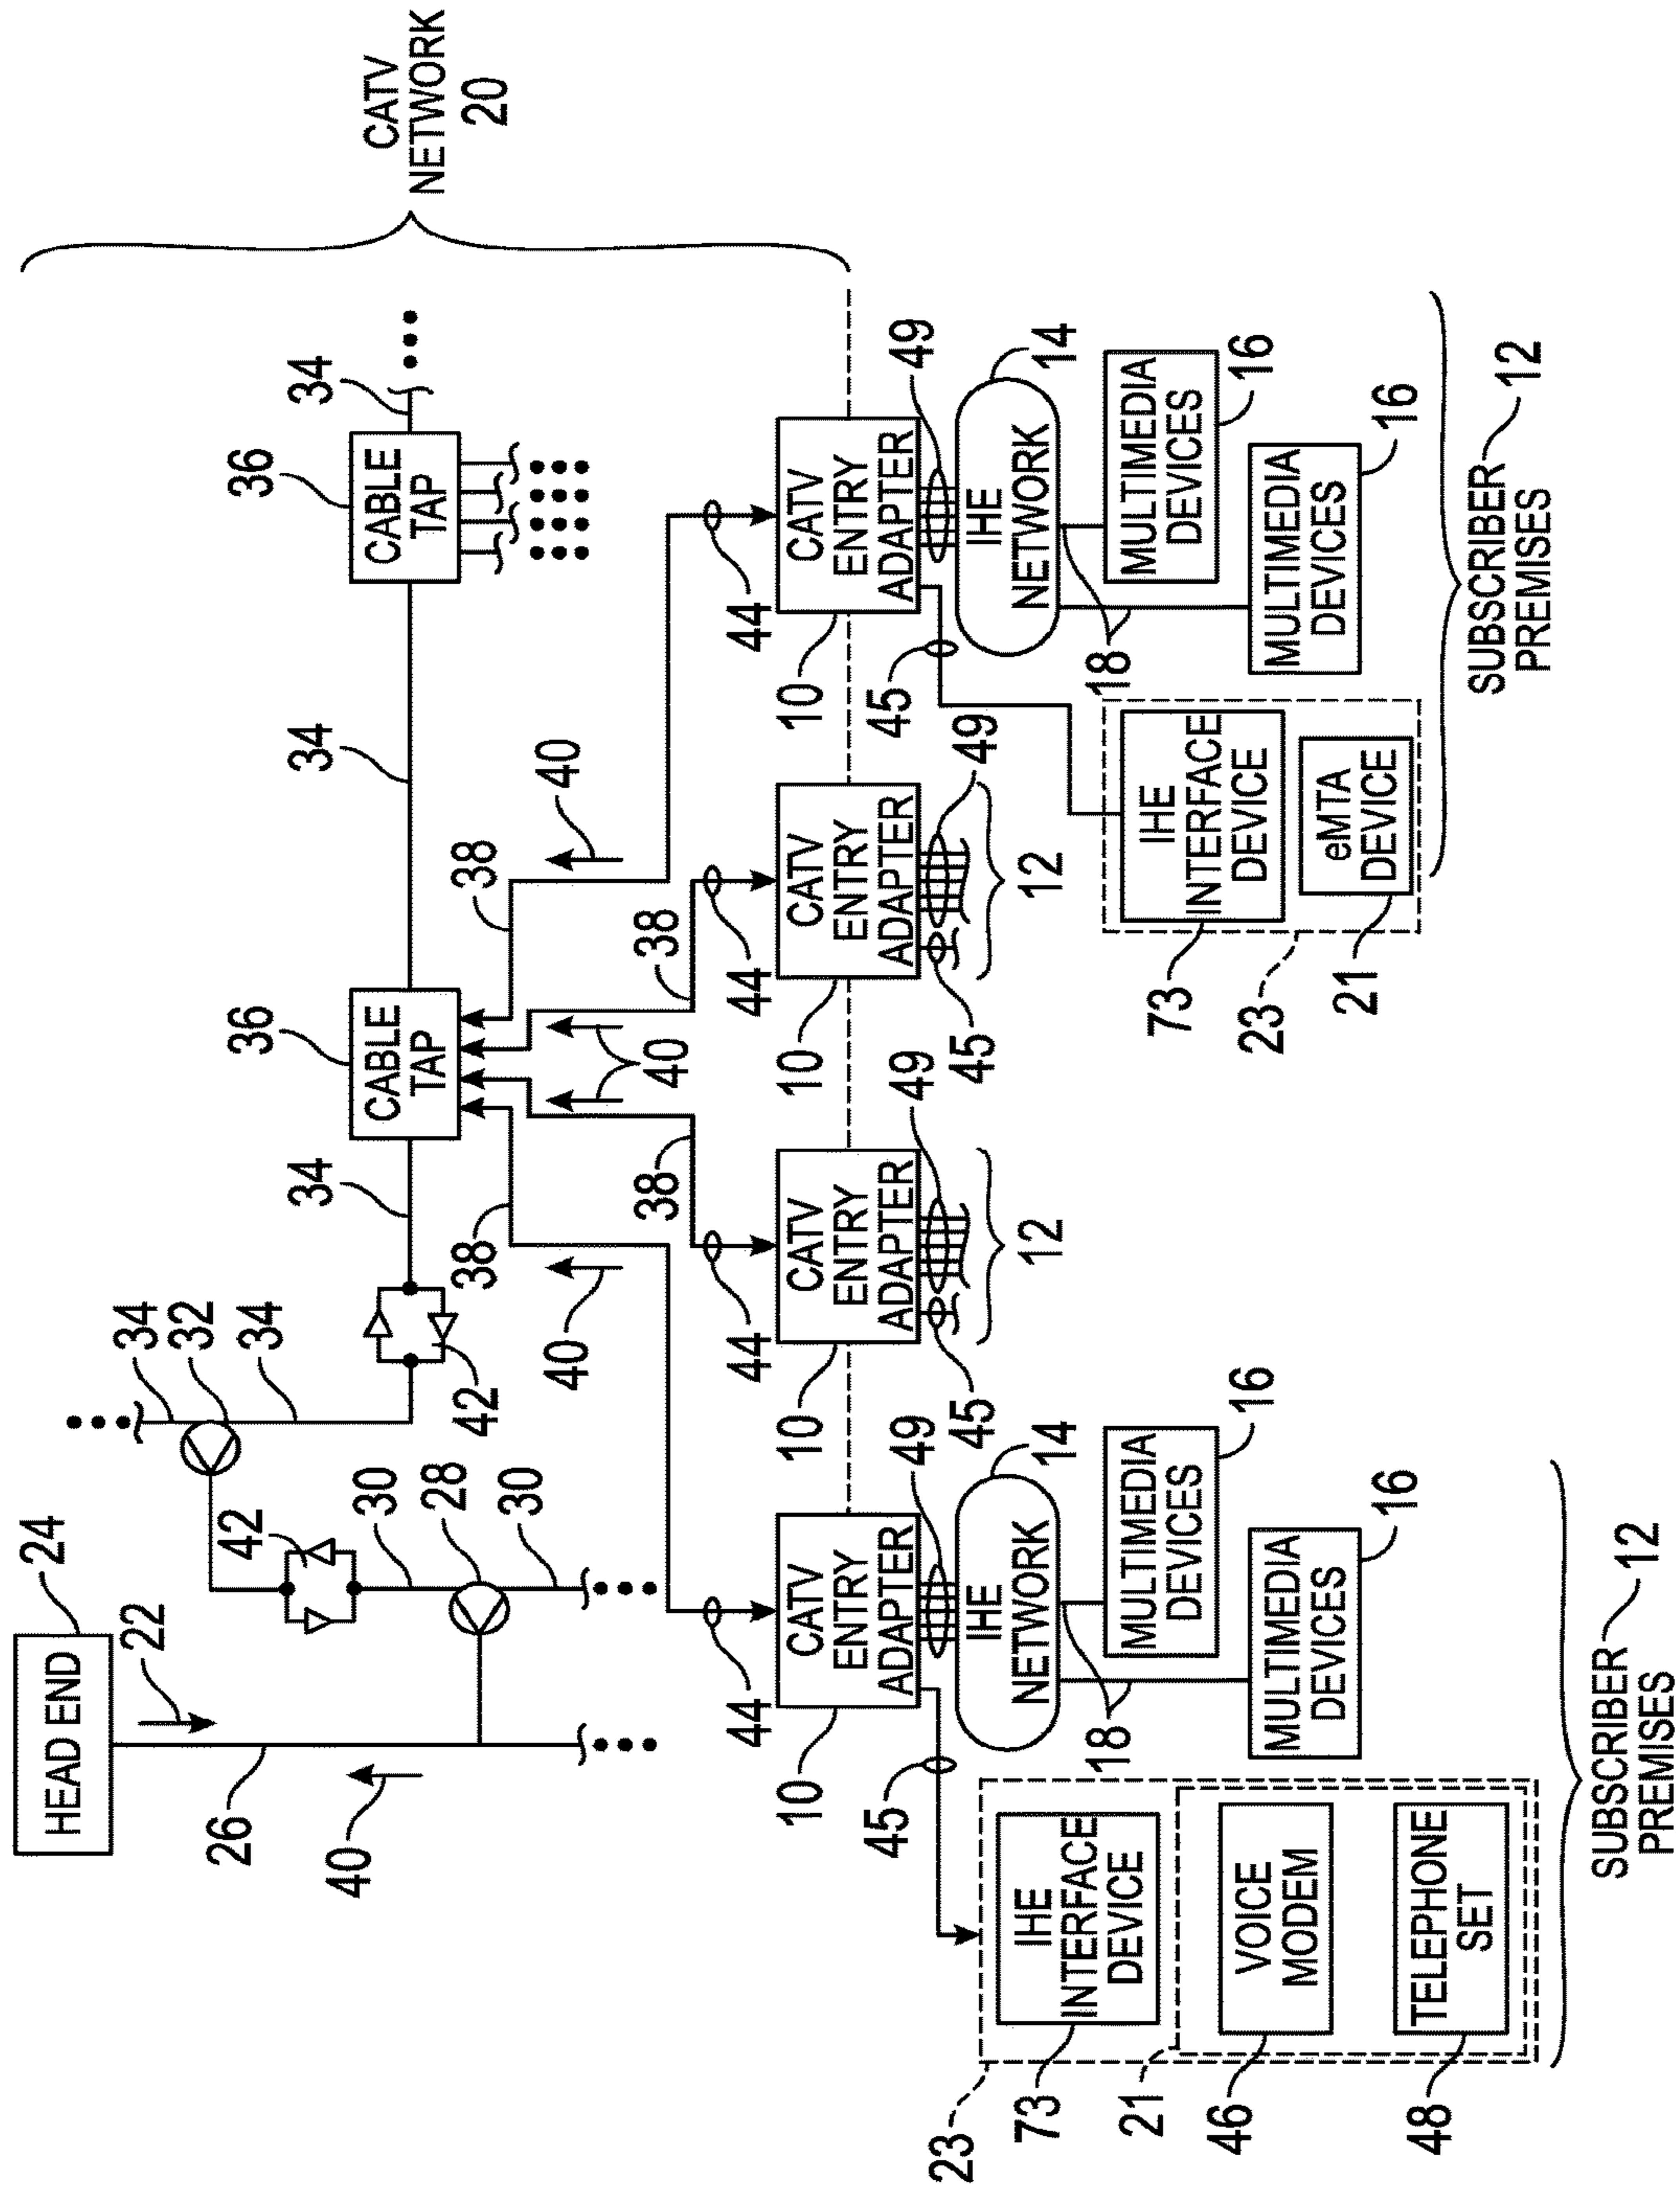 HEAD END
24
22
34
32
34
26
42
40
30
28
30
42
36
CABLE
TAP
34
34
36
CABLE
TAP
34
CATV
NETWORK
20
38
40
38
40
38
38
40
44
44
44
44
10
CATV
ENTRY
ADAPTER
10
CATV
ENTRY
ADAPTER
10
CATV
ENTRY
ADAPTER
10
CATV
ENTRY
ADAPTER
45
49
45
49
12
45
49
12
45
49
IHE
NETWORK
14
IHE
NETWORK
14
23
IHE
INTERFACE
DEVICE
73
18
MULTIMEDIA
DEVICES
16
MULTIMEDIA
DEVICES
16
21
VOICE
MODEM
46
TELEPHONE
SET
48
SUBSCRIBER
PREMISES
12
IHE
INTERFACE
DEVICE
73
23
eMTA
DEVICE
21
18
MULTIMEDIA
DEVICES
16
MULTIMEDIA
DEVICES
16
SUBSCRIBER
PREMISES
12